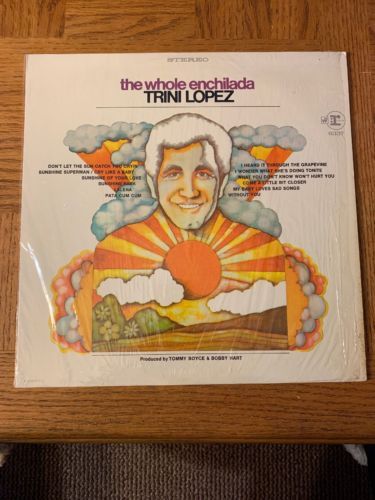 STEREO
the whole enchilada
TRINI LOPEZ
DON'T LET THE SUN CATCH YOU CRYIN'
SUNSHINE SUPERMAN / CRY LIKE A BABY
SUNSHINE OF YOUR LOVE
SUNSHINE PARK
LALENA
PATA CUM CUM
I HEARD IT THROUGH THE GRAPEVINE
I WONDER WHAT SHE'S DOING TONITE
WHAT YOU DON'T KNOW WON'T HURT YOU
COME A LITTLE BIT CLOSER
MY BABY LOVES SAD SONGS
WITHOUT YOU
Produced by TOMMY BOYCE & BOBBY HART